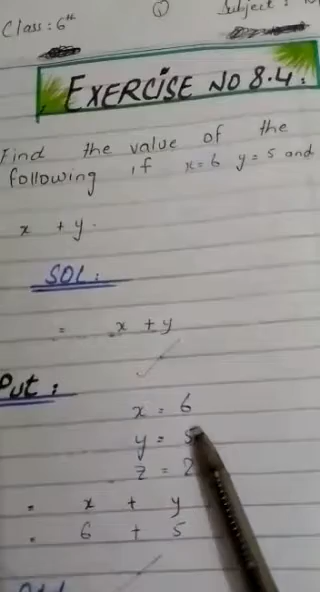 Class: 6th
Q
Subject:
EXERCISE NO 8.4:
Find the value of the
following if x=6 y=5 and
x + y.
SOL:
= x + y
Put:
x = 6
y = 5
z = 2
= x + y
= 6 + 5